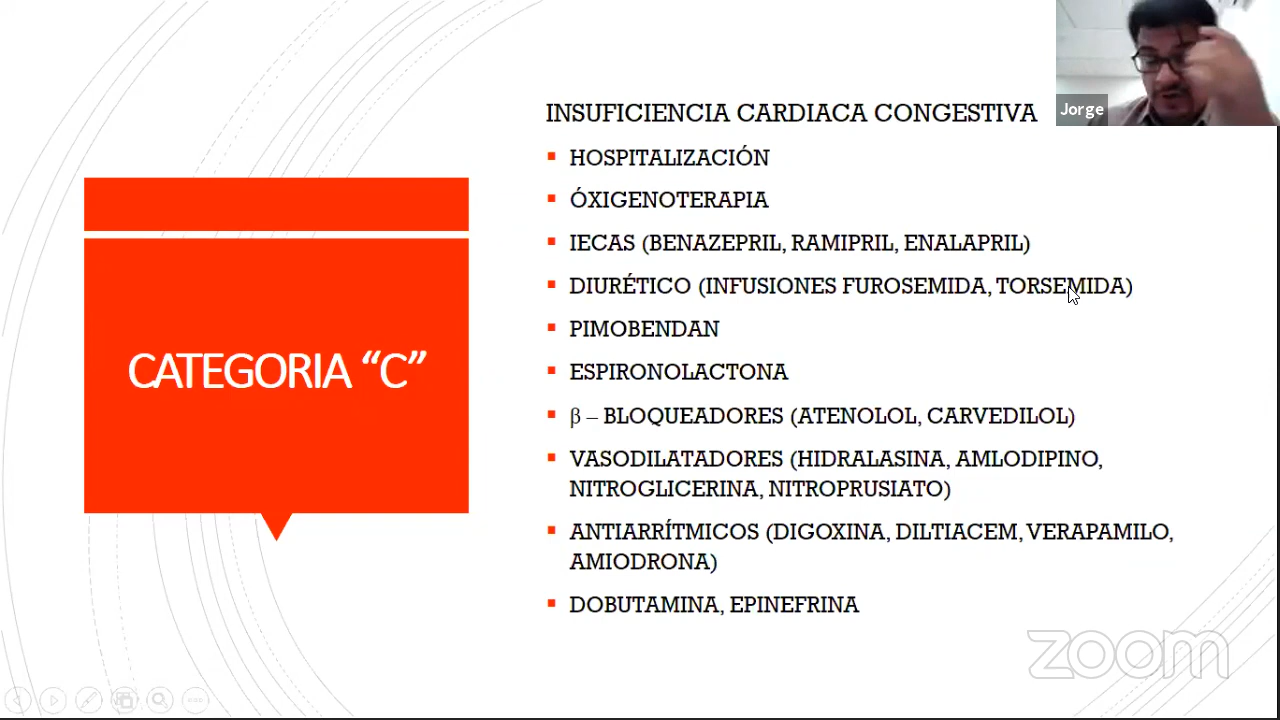 Jorge
INSUFICIENCIA CARDIACA CONGESTIVA
HOSPITALIZACIÓN
ÓXIGENOTERAPIA
IECAS (BENAZEPRIL, RAMIPRIL, ENALAPRIL)
DIURÉTICO (INFUSIONES FUROSEMIDA, TORSEMIDA)
PIMOBENDAN
ESPIRONOLACTONA
β – BLOQUEADORES (ATENOLOL, CARVEDILOL)
VASODILATADORES (HIDRALASINA, AMLODIPINO,
NITROGLICERINA, NITROPRUSIATO)
ANTIARRÍTMICOS (DIGOXINA, DILTIACEM, VERAPAMILO,
AMIODRONA)
DOBUTAMINA, EPINEFRINA
CATEGORIA “C”
zoom